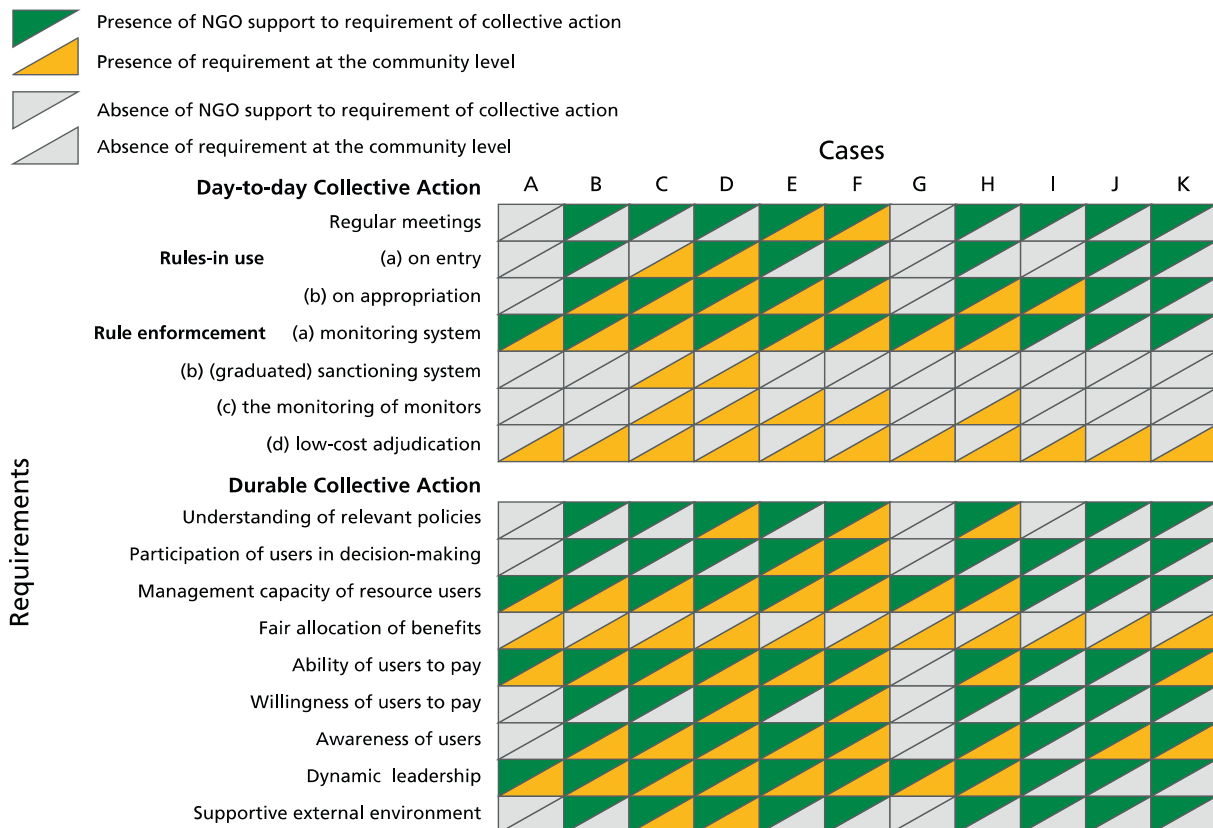 Presence of NGO support to requirement of collective action
Presence of requirement at the community level
Absence of NGO support to requirement of collective action
Absence of requirement at the community level
Cases
Day-to-day Collective Action A B C D E F G H I J K
Regular meetings
Rules-in use (a) on entry
(b) on appropriation
Rule enformcement (a) monitoring system
(b) (graduated) sanctioning system
(c) the monitoring of monitors
(d) low-cost adjudication
Requirements
Durable Collective Action
Understanding of relevant policies
Participation of users in decision-making
Management capacity of resource users
Fair allocation of benefits
Ability of users to pay
Willingness of users to pay
Awareness of users
Dynamic leadership
Supportive external environment